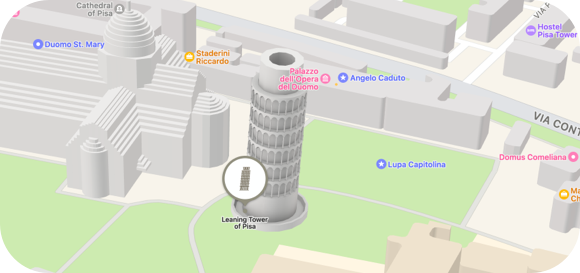 Cathedral
of Pisa
Duomo St. Mary
Staderini
Riccardo
Hostel
Pisa Tower
Palazzo
dell'Opera
del Duomo
Angelo Caduto
VIA CONT
Lupa Capitolina
Domus Comeliana
Leaning Tower
of Pisa